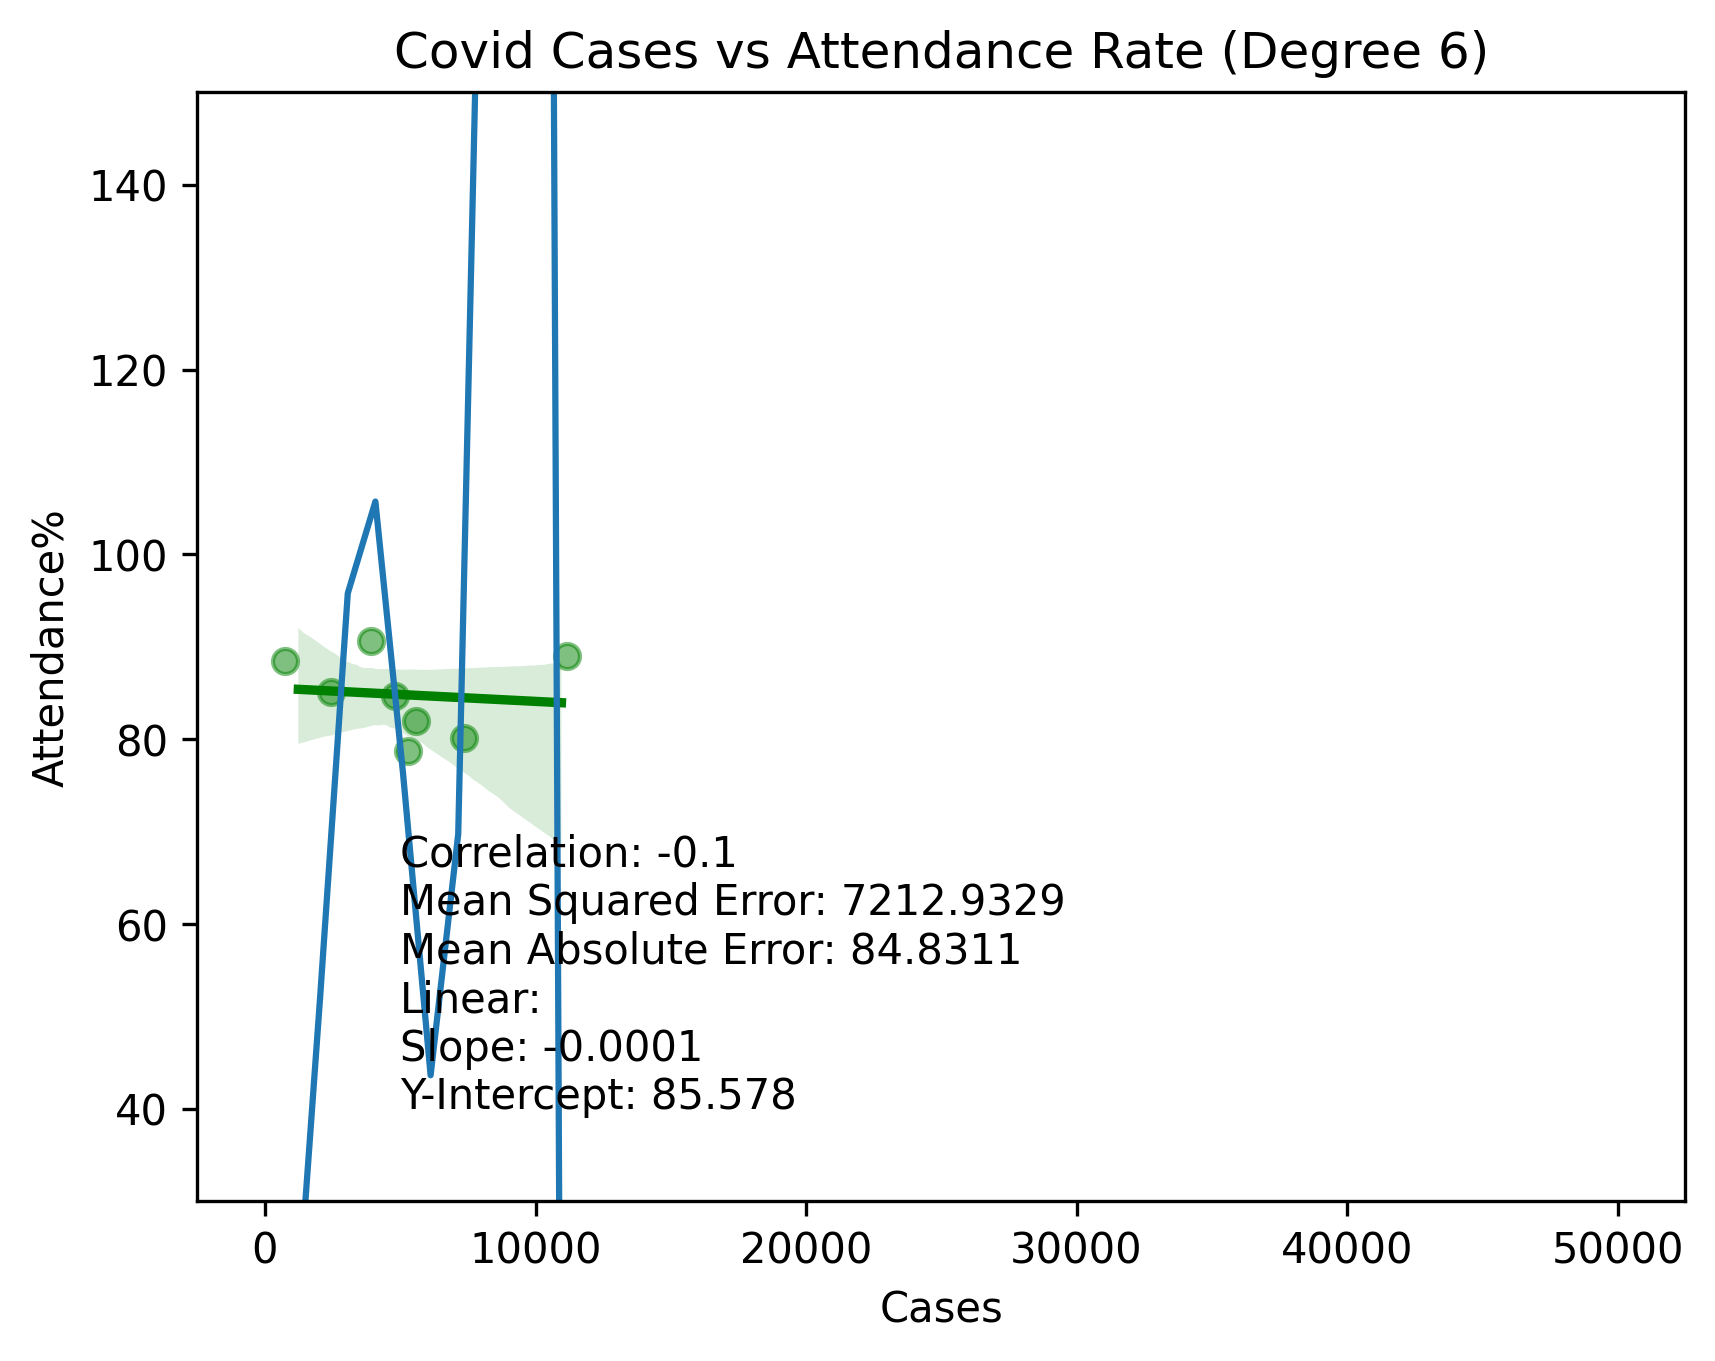 Covid Cases vs Attendance Rate (Degree 6)
140
120
100
80
60
40
Attendance%
Correlation: -0.1
Mean Squared Error: 7212.9329
Mean Absolute Error: 84.8311
Linear:
Slope: -0.0001
Y-Intercept: 85.578
0 10000 20000 30000 40000 50000
Cases